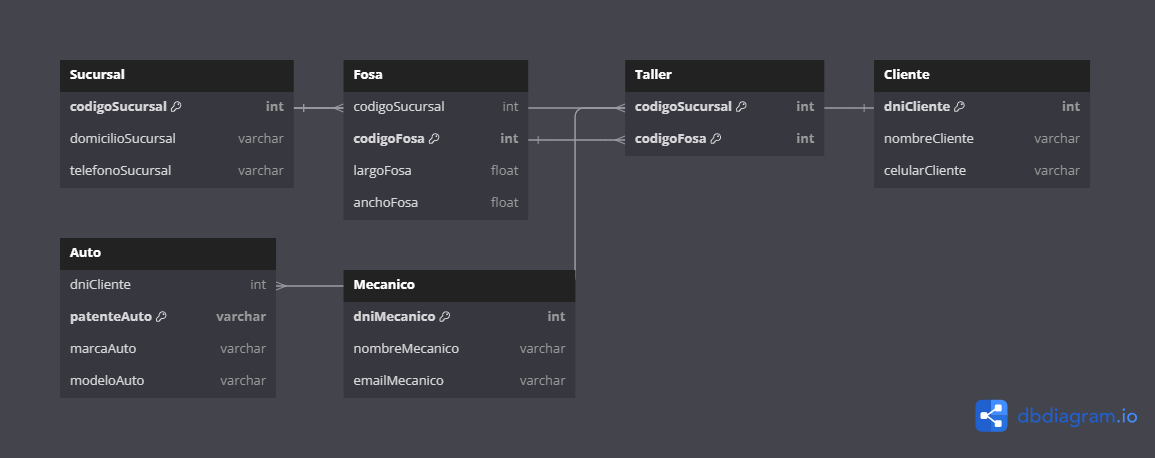 Sucursal
codigoSucursal int
domicilioSucursal varchar
telefonoSucursal varchar
Fosa
codigoSucursal int
codigoFosa int
largoFosa float
anchoFosa float
Taller
codigoSucursal int
codigoFosa int
Cliente
dniCliente int
nombreCliente varchar
celularCliente varchar
Auto
dniCliente int
patenteAuto varchar
marcaAuto varchar
modeloAuto varchar
Mecanico
dniMecanico int
nombreMecanico varchar
emailMecanico varchar
dbdiagram.io